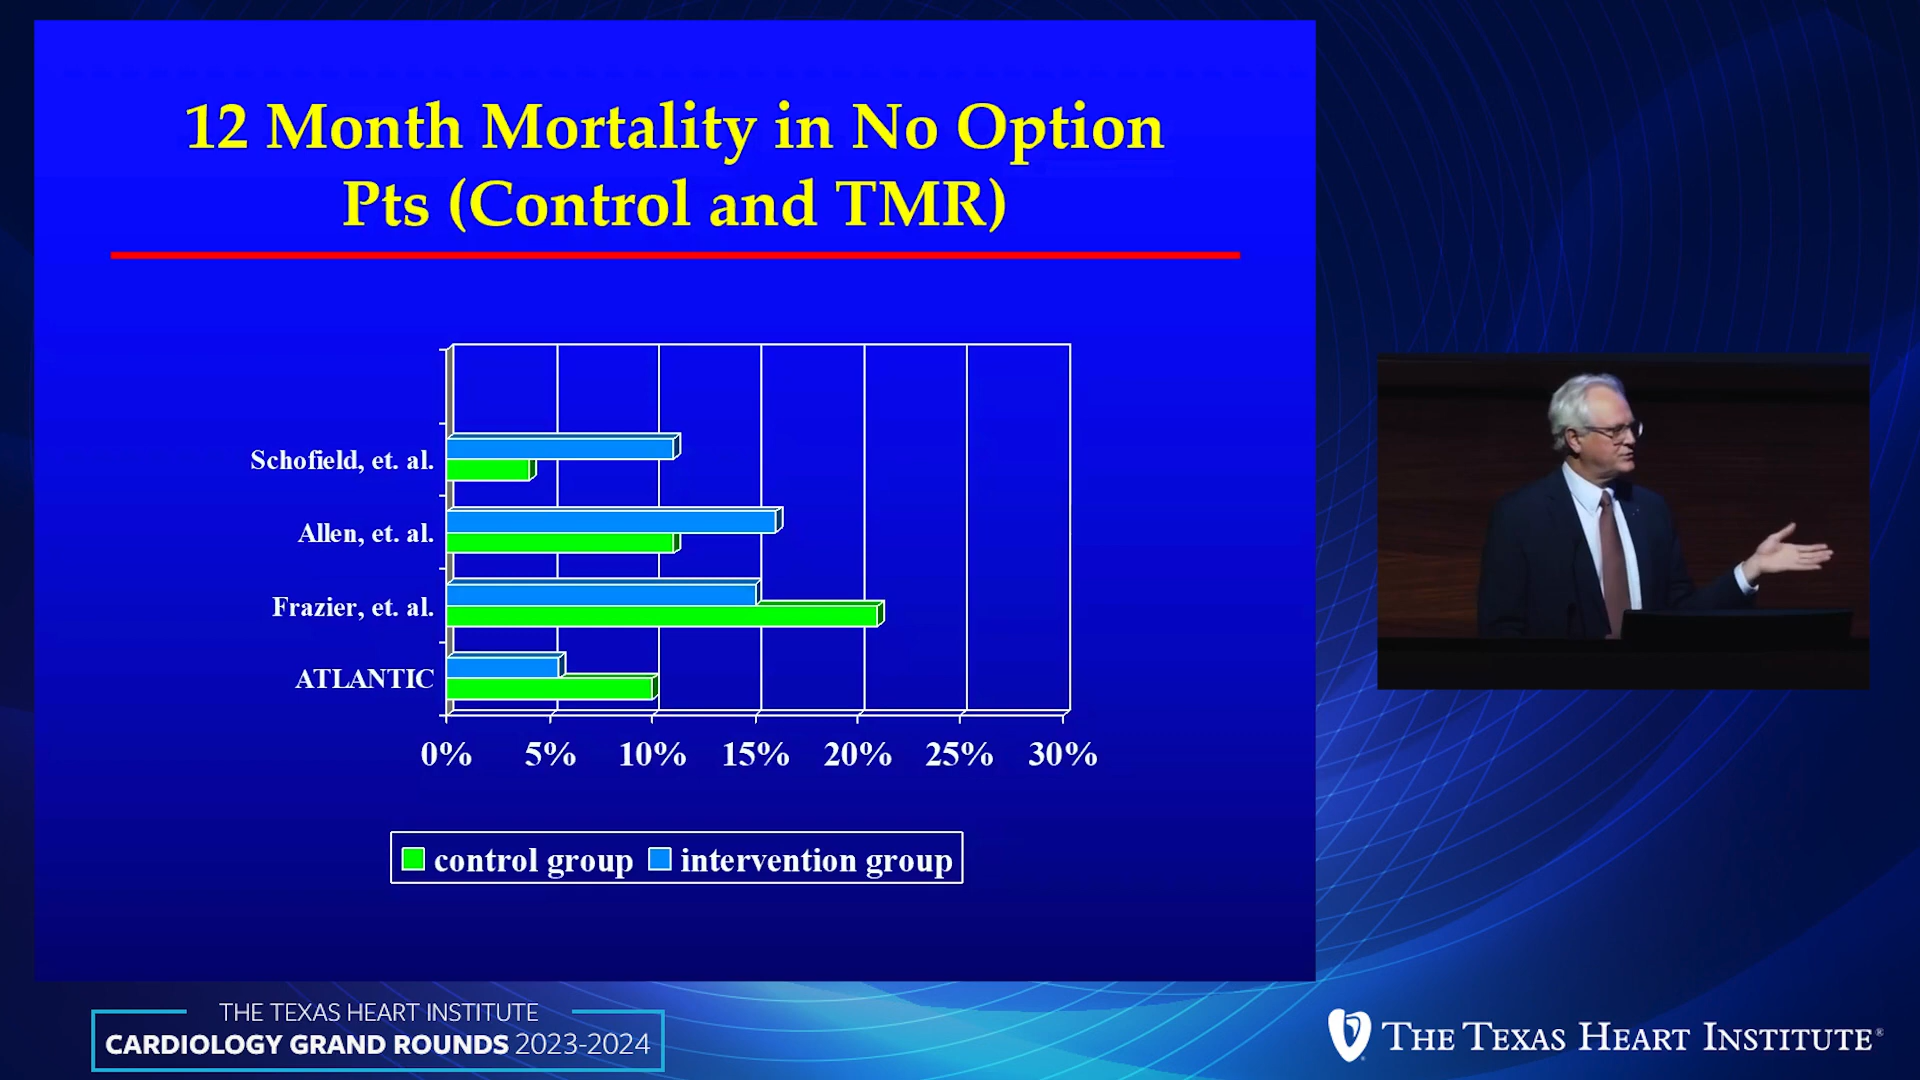 12 Month Mortality in No Option
Pts (Control and TMR)
Schofield, et. al.
Allen, et. al.
Frazier, et. al.
ATLANTIC
0% 5% 10% 15% 20% 25% 30%
control group intervention group
THE TEXAS HEART INSTITUTE
CARDIOLOGY GRAND ROUNDS 2023-2024
THE TEXAS HEART INSTITUTE®